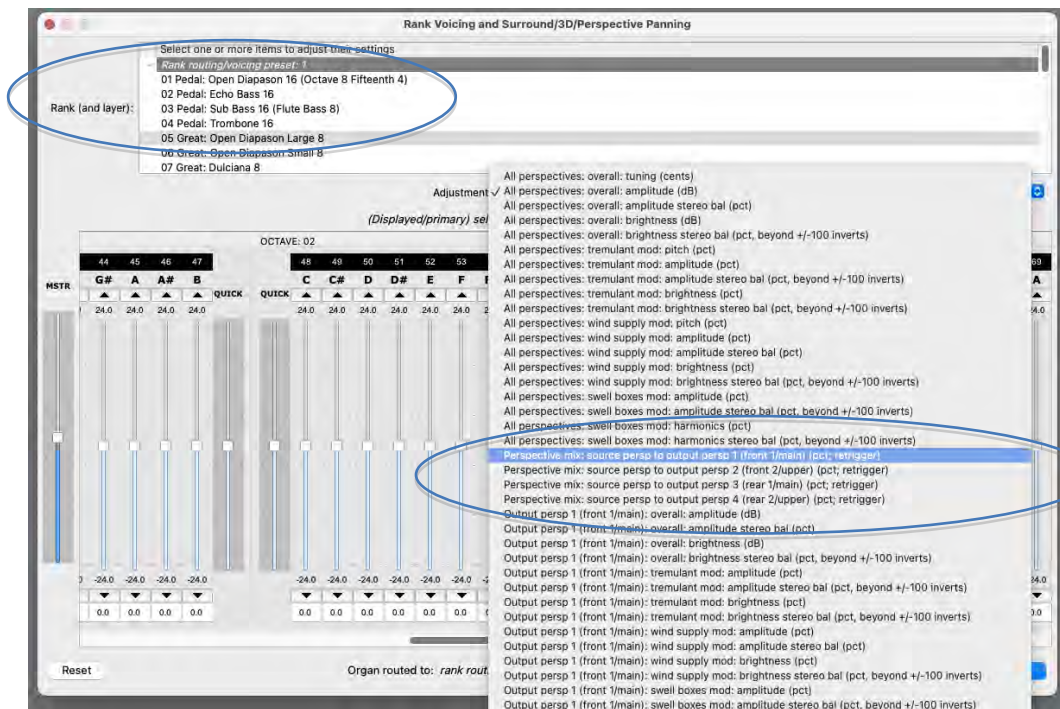 Rank Voicing and Surround/3D/Perspective Panning
Select one or more items to adjust their settings
Rank routing/voicing preset: 1
01 Pedal: Open Diapason 16 (Octave 8 Fifteenth 4)
02 Pedal: Echo Bass 16
Rank (and layer):
03 Pedal: Sub Bass 16 (Flute Bass 8)
04 Pedal: Trombone 16
05 Great: Open Diapason Large 8
06 Great: Open Diapason Small 8
07 Great: Dulciana 8
Adjustment ✓ All perspectives: overall: amplitude (dB)
(Displayed/primary) sel
OCTAVE: 02
44 45 46 47 48 49 50 51 52 53 69
MSTR G# A A# B QUICK QUICK C C# D D# E F A
24.0 24.0 24.0 24.0 24.0 24.0 24.0 24.0 24.0 24.0
-24.0 -24.0 -24.0 -24.0 -24.0 -24.0 -24.0 -24.0 -24.0 -24.0
0.0 0.0 0.0 0.0 0.0 0.0 0.0 0.0 0.0 0.0
Reset
Organ routed to: rank rout
All perspectives: overall: tuning (cents)
All perspectives: overall: amplitude stereo bal (pct)
All perspectives: overall: brightness (dB)
All perspectives: overall: brightness stereo bal (pct, beyond +/-100 inverts)
All perspectives: tremulant mod: pitch (pct)
All perspectives: tremulant mod: amplitude (pct)
All perspectives: tremulant mod: amplitude stereo bal (pct, beyond +/-100 inverts)
All perspectives: tremulant mod: brightness (pct)
All perspectives: tremulant mod: brightness stereo bal (pct, beyond +/-100 inverts)
All perspectives: wind supply mod: pitch (pct)
All perspectives: wind supply mod: amplitude (pct)
All perspectives: wind supply mod: amplitude stereo bal (pct)
All perspectives: wind supply mod: brightness (pct)
All perspectives: wind supply mod: brightness stereo bal (pct, beyond +/-100 inverts)
All perspectives: swell boxes mod: amplitude (pct)
All perspectives: swell boxes mod: amplitude stereo bal (pct, beyond +/-100 inverts)
All perspectives: swell boxes mod: harmonics (pct)
All perspectives: swell boxes mod: harmonics stereo bal (pct, beyond +/-100 inverts)
Perspective mix: source persp to output persp 1 (front 1/main) (pct; retrigger)
Perspective mix: source persp to output persp 2 (front 2/upper) (pct; retrigger)
Perspective mix: source persp to output persp 3 (rear 1/main) (pct; retrigger)
Perspective mix: source persp to output persp 4 (rear 2/upper) (pct; retrigger)
Output persp 1 (front 1/main): overall: amplitude (dB)
Output persp 1 (front 1/main): overall: amplitude stereo bal (pct)
Output persp 1 (front 1/main): overall: brightness (dB)
Output persp 1 (front 1/main): overall: brightness stereo bal (pct, beyond +/-100 inverts)
Output persp 1 (front 1/main): tremulant mod: amplitude (pct)
Output persp 1 (front 1/main): tremulant mod: amplitude stereo bal (pct, beyond +/-100 inverts)
Output persp 1 (front 1/main): tremulant mod: brightness (pct)
Output persp 1 (front 1/main): tremulant mod: brightness stereo bal (pct, beyond +/-100 inverts)
Output persp 1 (front 1/main): wind supply mod: amplitude (pct)
Output persp 1 (front 1/main): wind supply mod: amplitude stereo bal (pct)
Output persp 1 (front 1/main): wind supply mod: brightness (pct)
Output persp 1 (front 1/main): wind supply mod: brightness stereo bal (pct, beyond +/-100 inverts)
Output persp 1 (front 1/main): swell boxes mod: amplitude (pct)
Output persp 1 (front 1/main): swell boxes mod: amplitude stereo bal (pct, beyond +/-100 inverts)